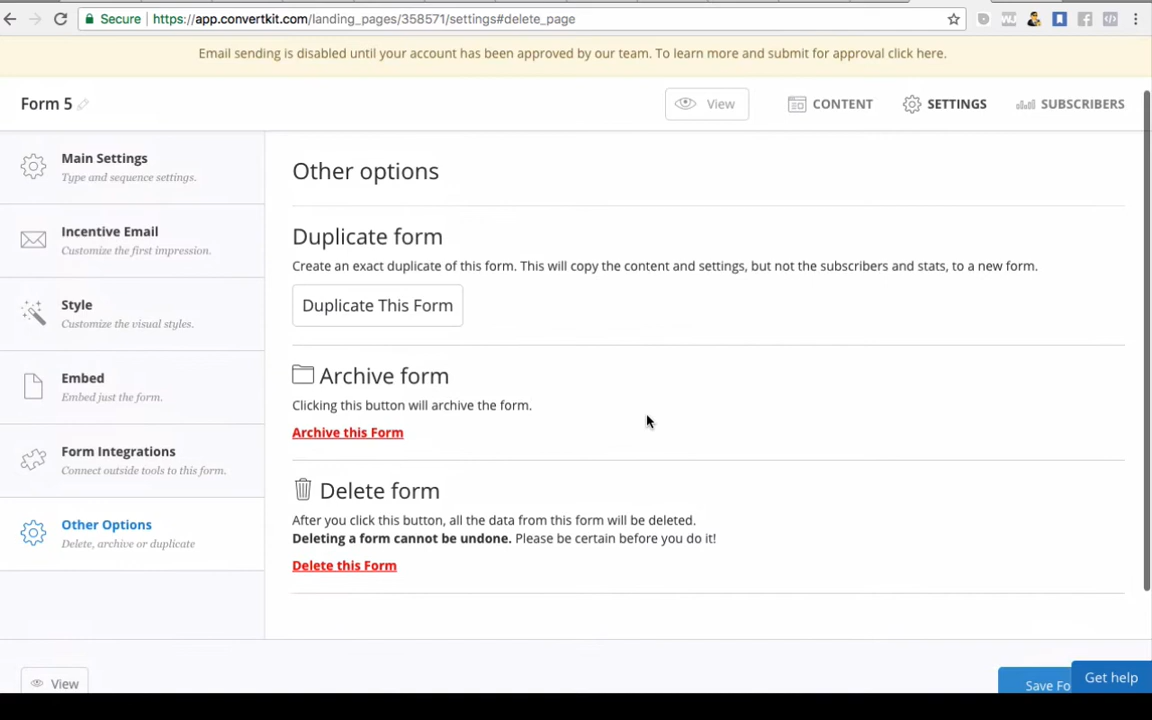 Secure https://app.convertkit.com/landing_pages/358571/settings#delete_page
Email sending is disabled until your account has been approved by our team. To learn more and submit for approval click here.
Form 5
View
CONTENT
SETTINGS
SUBSCRIBERS
Main Settings
Type and sequence settings.
Incentive Email
Customize the first impression.
Style
Customize the visual styles.
Embed
Embed just the form.
Form Integrations
Connect outside tools to this form.
Other Options
Delete, archive or duplicate
Other options
Duplicate form
Create an exact duplicate of this form. This will copy the content and settings, but not the subscribers and stats, to a new form.
Duplicate This Form
Archive form
Clicking this button will archive the form.
Archive this Form
Delete form
After you click this button, all the data from this form will be deleted.
Deleting a form cannot be undone. Please be certain before you do it!
Delete this Form
View
Save Fo
Get help